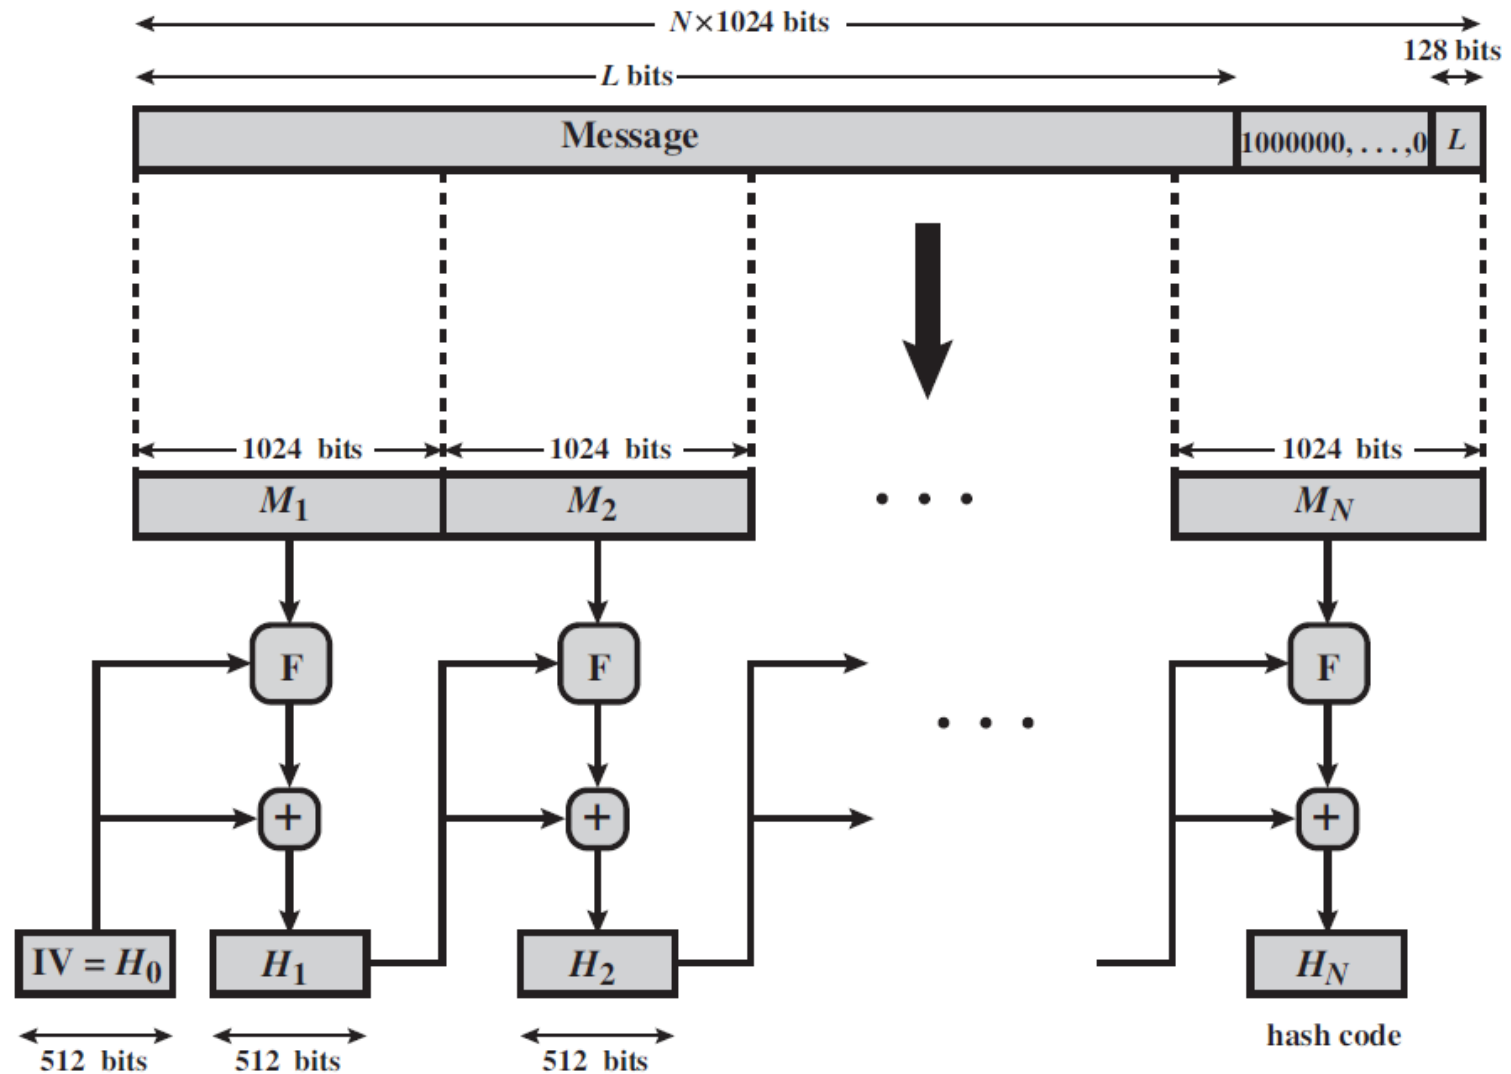 N×1024 bits
128 bits
L bits
Message 1000000, . . . ,0 L
1024 bits 1024 bits 1024 bits
M1 M2 . . . MN
F F F
. . .
+ + +
IV = H0 H1 H2 HN
hash code
512 bits 512 bits 512 bits